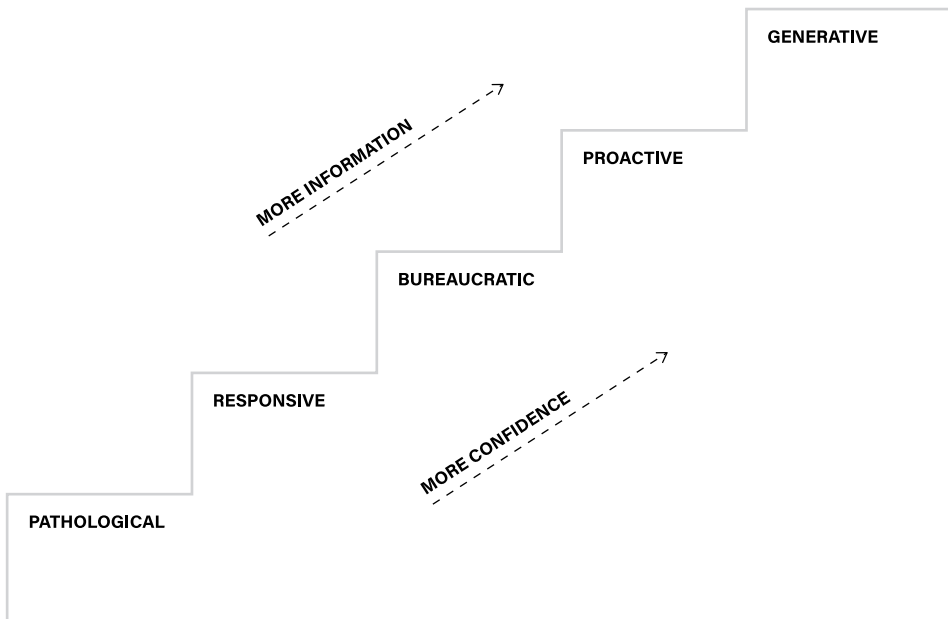 GENERATIVE
MORE INFORMATION
PROACTIVE
BUREAUCRATIC
RESPONSIVE
MORE CONFIDENCE
PATHOLOGICAL